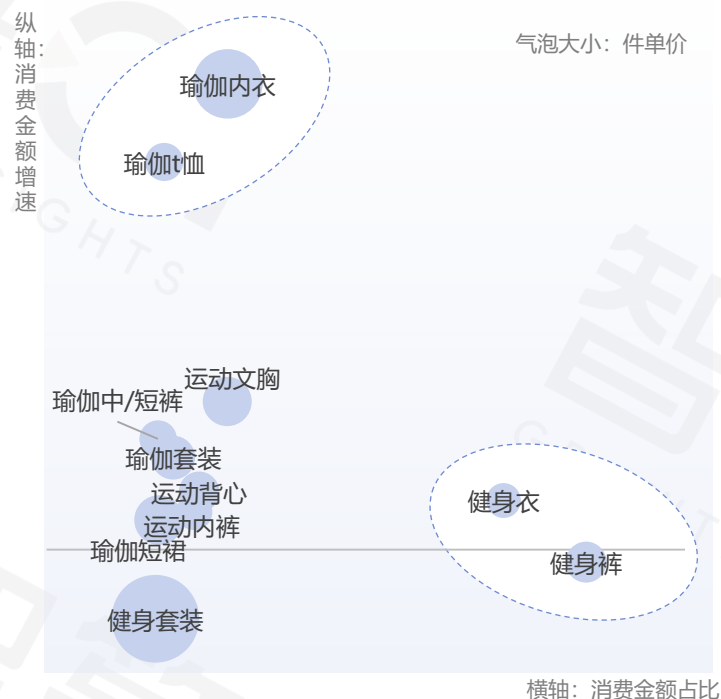 纵轴：消费金额增速
气泡大小：件单价
瑜伽内衣
瑜伽t恤
运动文胸
瑜伽中/短裤
瑜伽套装
运动背心
健身衣
运动内裤
瑜伽短裙
健身裤
健身套装
横轴：消费金额占比
GHTS
智